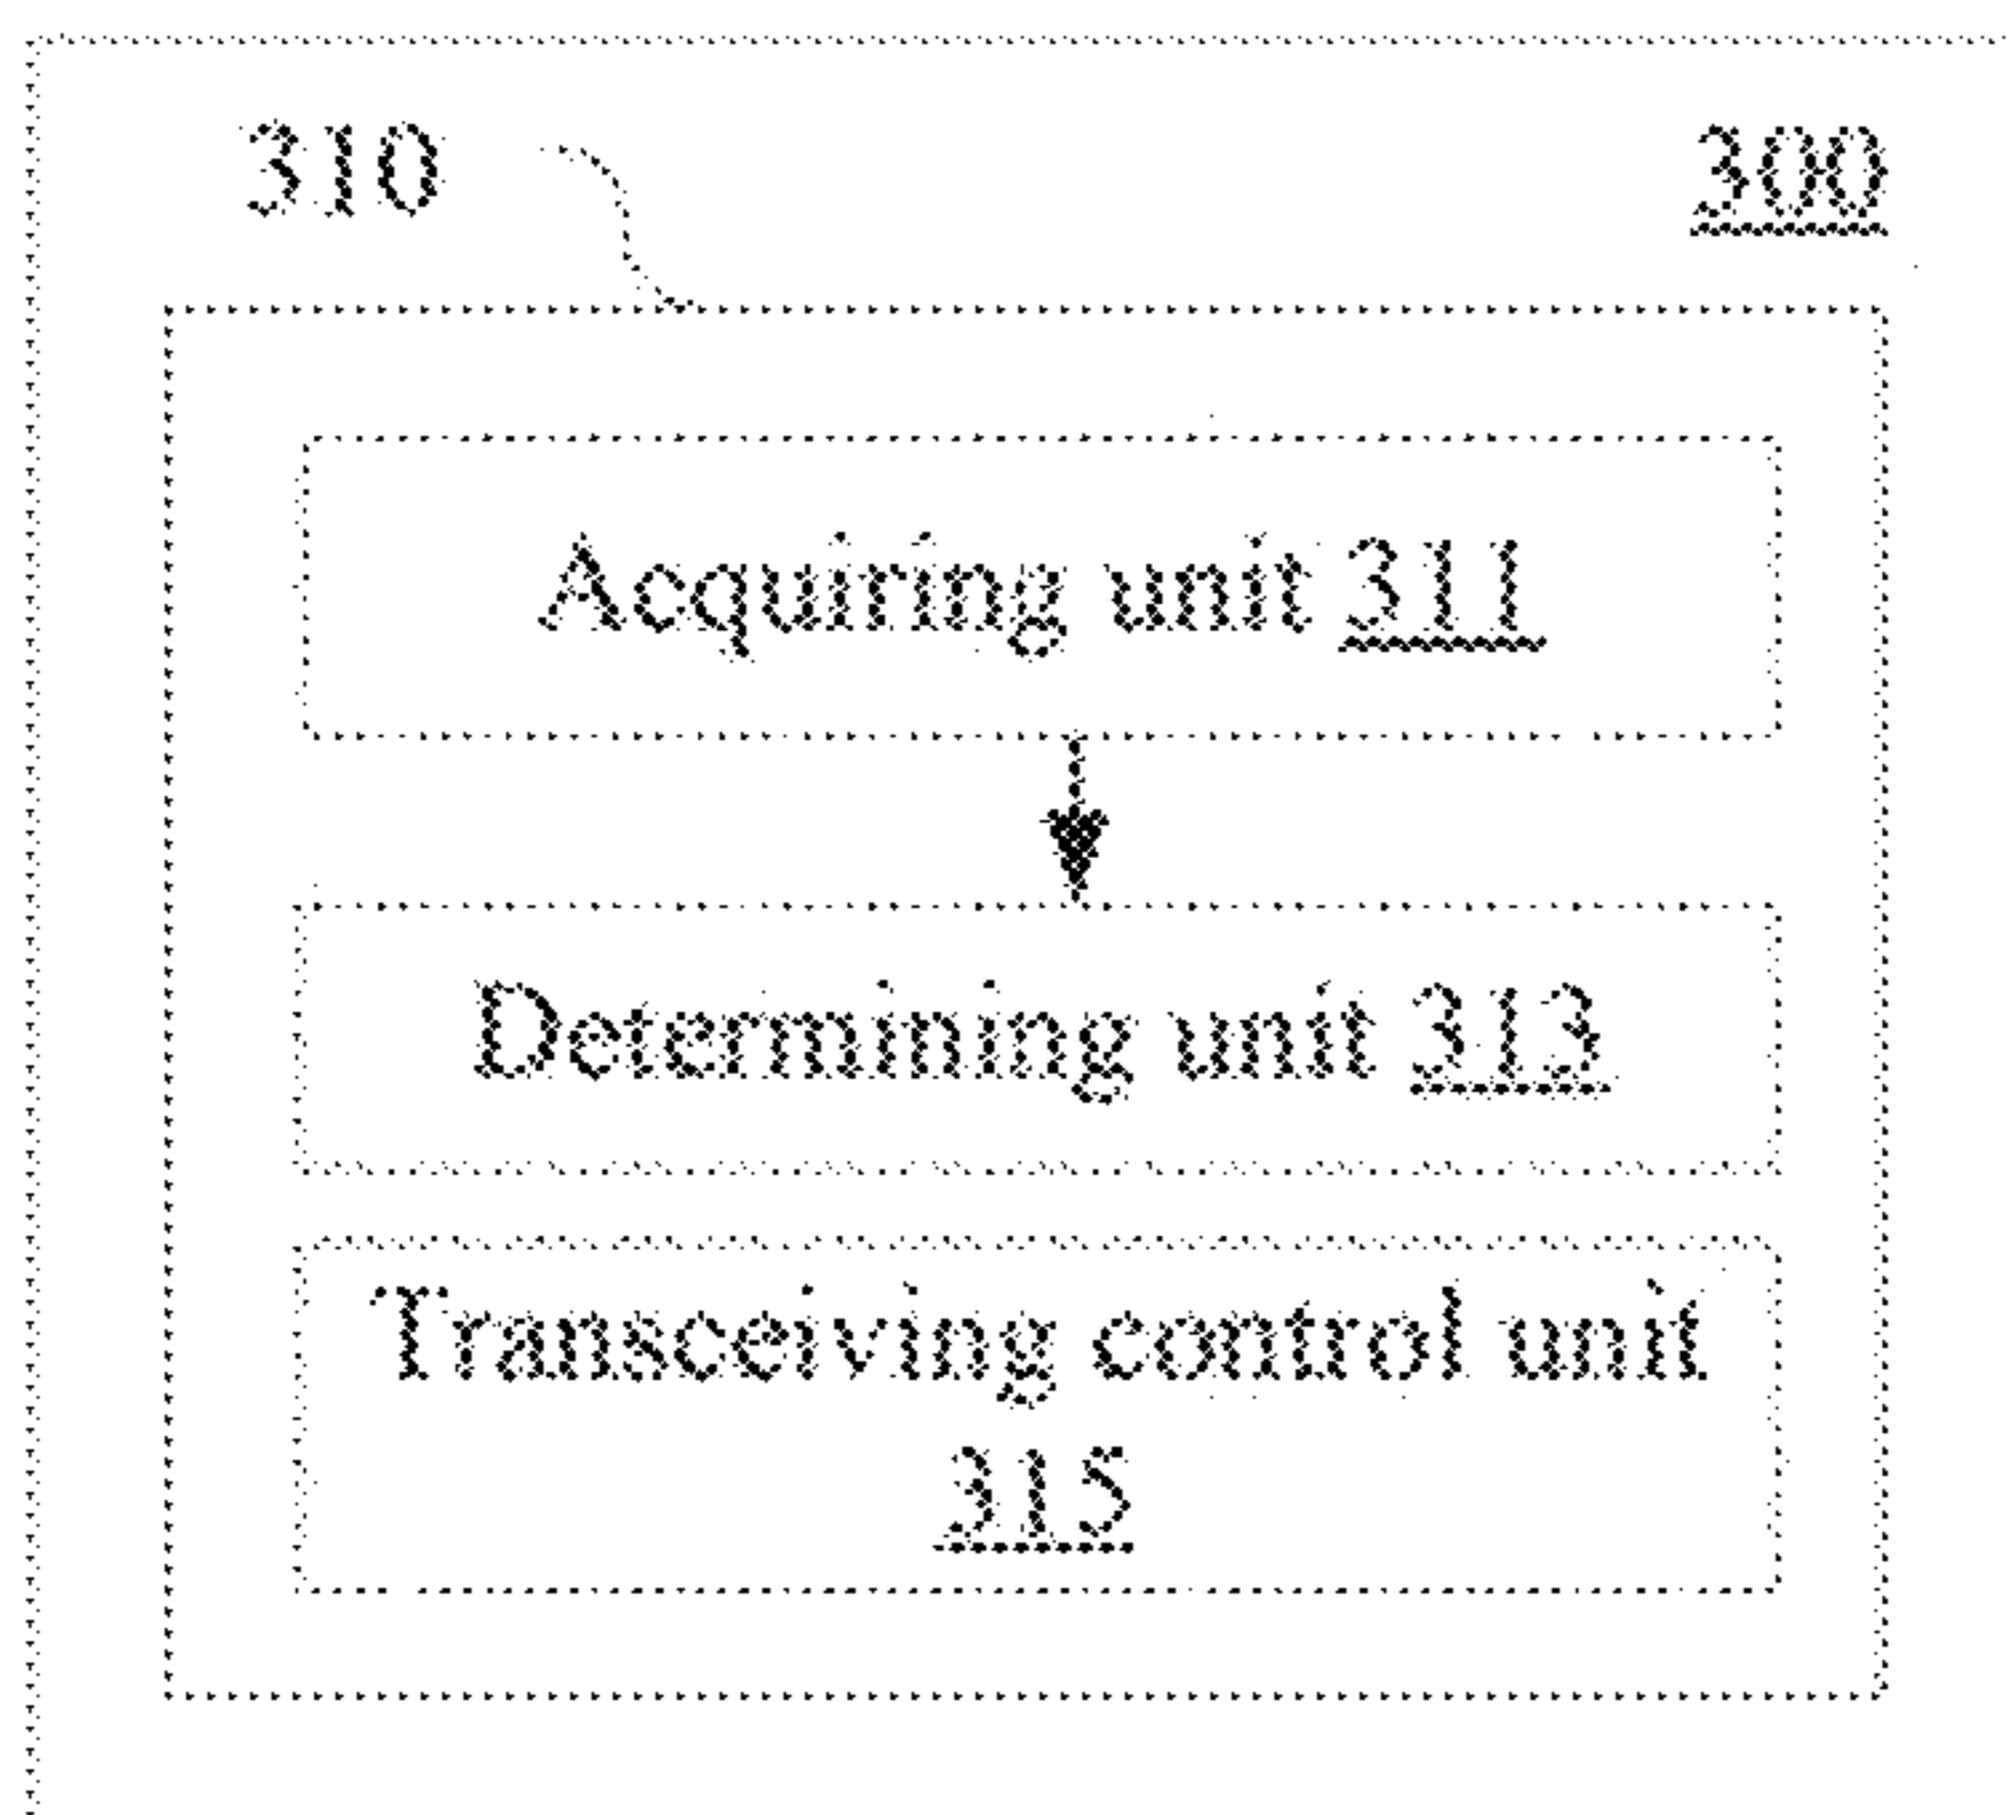 310
300
Acquiring unit 311
Determining unit 313
Transceiving control unit
315